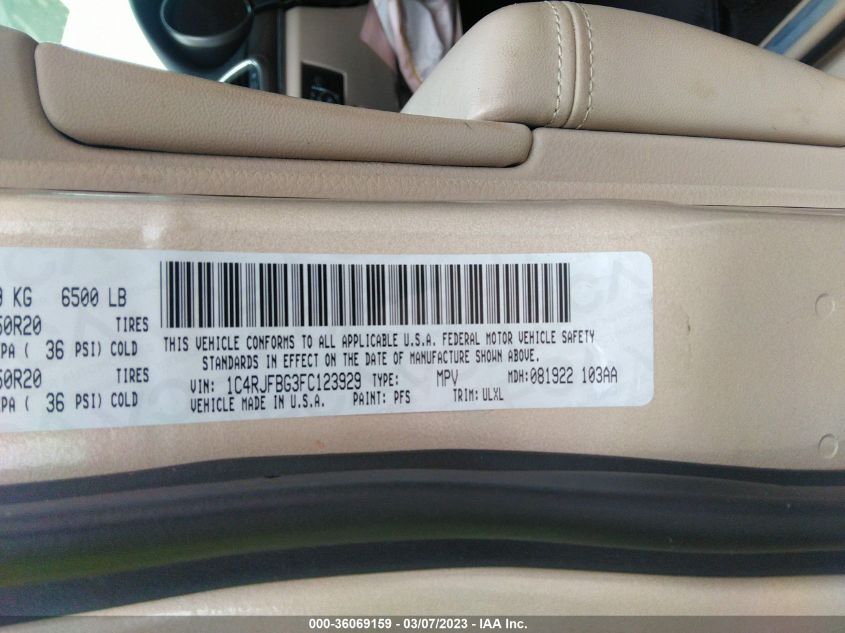 KG 6500 LB
50R20 TIRES
PA ( 36 PSI) COLD
50R20 TIRES
PA ( 36 PSI) COLD
THIS VEHICLE CONFORMS TO ALL APPLICABLE U.S.A. FEDERAL MOTOR VEHICLE SAFETY
STANDARDS IN EFFECT ON THE DATE OF MANUFACTURE SHOWN ABOVE.
VIN: 1C4RJFBG3FC123929 TYPE: MPV MDH: 081922 103AA
VEHICLE MADE IN U.S.A. PAINT: PFS TRIM: ULXL
000-36069159 — 03/07/2023 — IAA Inc.